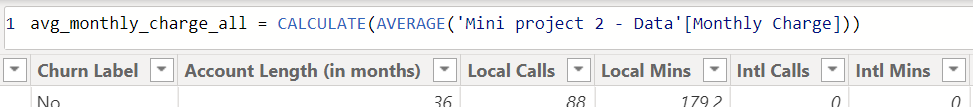 1 avg_monthly_charge_all = CALCULATE(AVERAGE('Mini project 2 - Data'[Monthly Charge]))
Churn Label Account Length (in months) Local Calls Local Mins Intl Calls Intl Mins
No 36 88 179.2 0 0